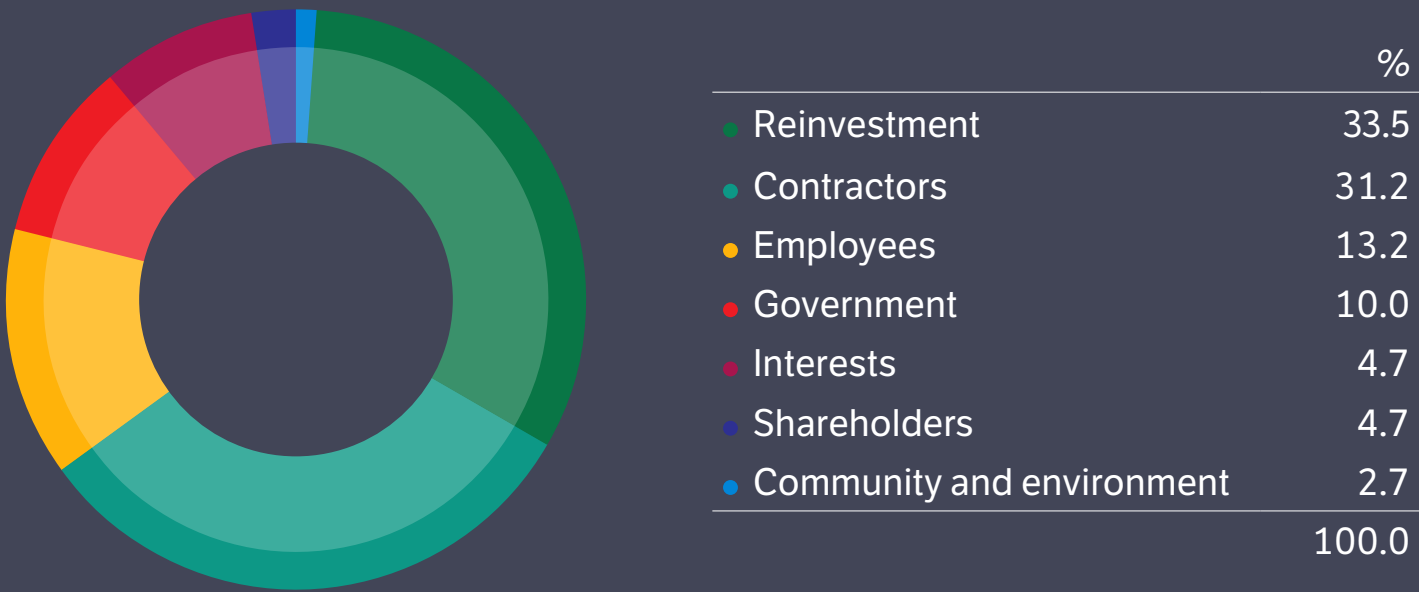 %
Reinvestment 33.5
Contractors 31.2
Employees 13.2
Government 10.0
Interests 4.7
Shareholders 4.7
Community and environment 2.7
100.0